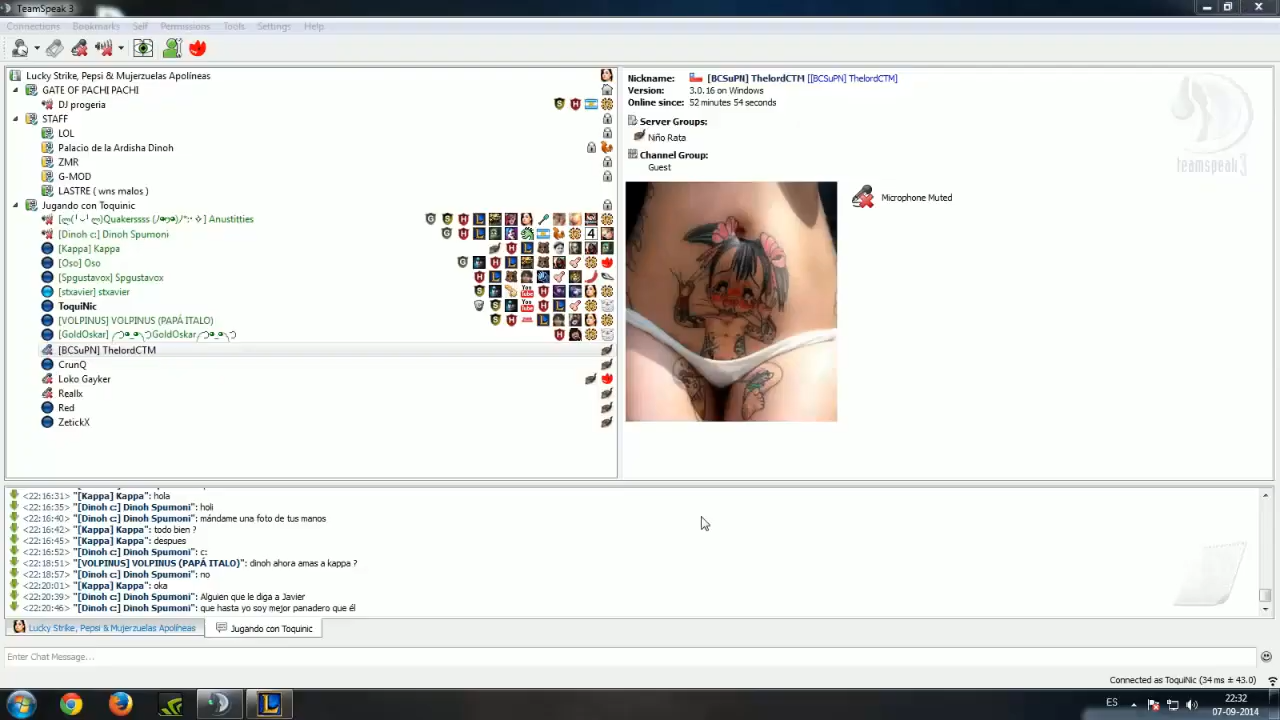 TeamSpeak 3
Connections Bookmarks Self Permissions Tools Settings Help
Lucky Strike, Pepsi & Mujerzuelas Apolíneas
GATE OF PACHI PACHI
DJ progeria
STAFF
LOL
Palacio de la Ardisha Dinoh
ZMR
G-MOD
LASTRE ( wns malos )
Jugando con Toquinic
Quakerssss Anustitties
[Dinoh c:] Dinoh Spumoni
[Kappa] Kappa
[Oso] Oso
[Spgustavox] Spgustavox
[stxavier] stxavier
ToquiNic
[VOLPINUS] VOLPINUS (PAPÁ ITALO)
[GoldOskar] GoldOskar
[BCSuPN] ThelordCTM
CrunQ
Loko Gayker
Reallx
Red
ZetickX
Nickname: [BCSuPN] ThelordCTM [[BCSuPN] ThelordCTM]
Version: 3.0.16 on Windows
Online since: 52 minutes 54 seconds
Server Groups:
Niño Rata
Channel Group:
Guest
Microphone Muted
teamspeak 3
<22:16:31> "[Kappa] Kappa": hola
<22:16:35> "[Dinoh c:] Dinoh Spumoni": holi
<22:16:40> "[Dinoh c:] Dinoh Spumoni": mándame una foto de tus manos
<22:16:42> "[Kappa] Kappa": todo bien ?
<22:16:45> "[Kappa] Kappa": despues
<22:16:52> "[Dinoh c:] Dinoh Spumoni": c:
<22:18:51> "[VOLPINUS] VOLPINUS (PAPÁ ITALO)": dinoh ahora amas a kappa ?
<22:18:57> "[Dinoh c:] Dinoh Spumoni": no
<22:20:01> "[Kappa] Kappa": oka
<22:20:39> "[Dinoh c:] Dinoh Spumoni": Alguien que le diga a Javier
<22:20:46> "[Dinoh c:] Dinoh Spumoni": que hasta yo soy mejor panadero que él
Lucky Strike, Pepsi & Mujerzuelas Apolíneas Jugando con Toquinic
Enter Chat Message...
Connected as ToquiNic (34 ms ± 43.0)
ES 22:32
07-09-2014